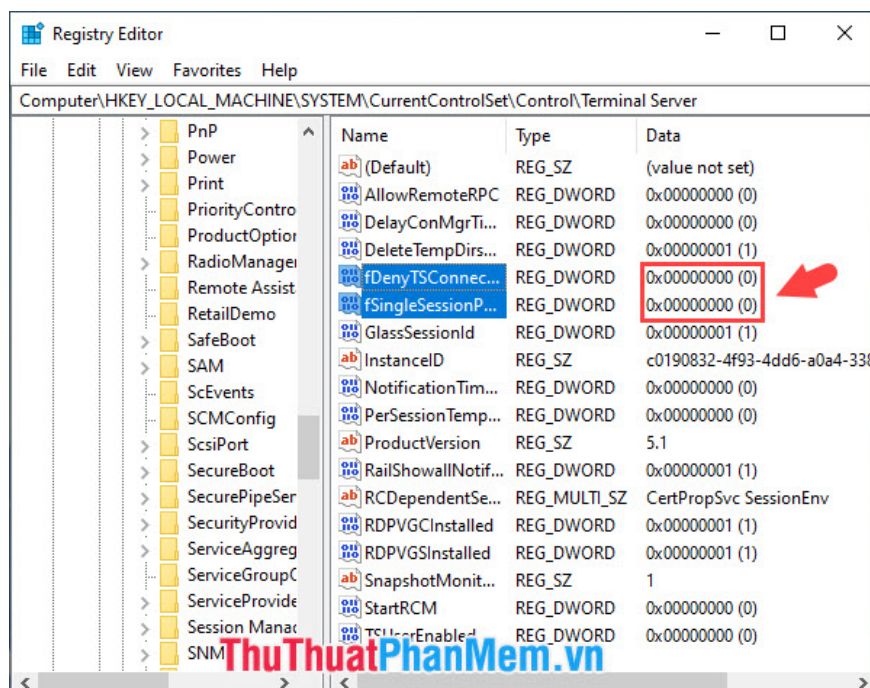 Registry Editor
File Edit View Favorites Help
Computer\HKEY_LOCAL_MACHINE\SYSTEM\CurrentControlSet\Control\Terminal Server
PnP
Power
Print
PriorityContro
ProductOption
RadioManager
Remote Assist
RetailDemo
SafeBoot
SAM
ScEvents
SCMConfig
ScsiPort
SecureBoot
SecurePipeSer
SecurityProvid
ServiceAggreg
ServiceGroupC
ServiceProvide
Session Manag
SNM
Name Type Data
(Default) REG_SZ (value not set)
AllowRemoteRPC REG_DWORD 0x00000000 (0)
DelayConMgrTi... REG_DWORD 0x00000000 (0)
DeleteTempDirs... REG_DWORD 0x00000001 (1)
fDenyTSConnec... REG_DWORD 0x00000000 (0)
fSingleSessionP... REG_DWORD 0x00000000 (0)
GlassSessionId REG_DWORD 0x00000001 (1)
InstanceID REG_SZ c0190832-4f93-4dd6-a0a4-338
NotificationTim... REG_DWORD 0x00000000 (0)
PerSessionTemp... REG_DWORD 0x00000000 (0)
ProductVersion REG_SZ 5.1
RailShowallNotif... REG_DWORD 0x00000001 (1)
RCDependentSe... REG_MULTI_SZ CertPropSvc SessionEnv
RDPVGCInstalled REG_DWORD 0x00000001 (1)
RDPVGSInstalled REG_DWORD 0x00000001 (1)
SnapshotMonit... REG_SZ 1
StartRCM REG_DWORD 0x00000000 (0)
TSUserEnabled REG_DWORD 0x00000000 (0)
ThuThuatPhanMem.vn